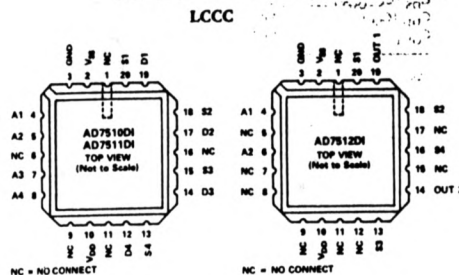 LCCC
GND VSS NC S1 D1
3 2 1 20 19
A1 4
A2 5
NC 6
A3 7
A4 8
AD7510DI
AD7511DI
TOP VIEW
(Not to Scale)
18 S2
17 D2
16 NC
15 S3
14 D3
9 10 11 12 13
NC VDD NC D4 S4
NC = NO CONNECT
GND VSS NC S1 OUT 1
3 2 1 20 19
A1 4
NC 5
A2 6
NC 7
NC 8
AD7512DI
TOP VIEW
(Not to Scale)
18 S2
17 NC
16 S4
15 NC
14 OUT
9 10 11 12 13
NC VDD NC NC S3
NC = NO CONNECT